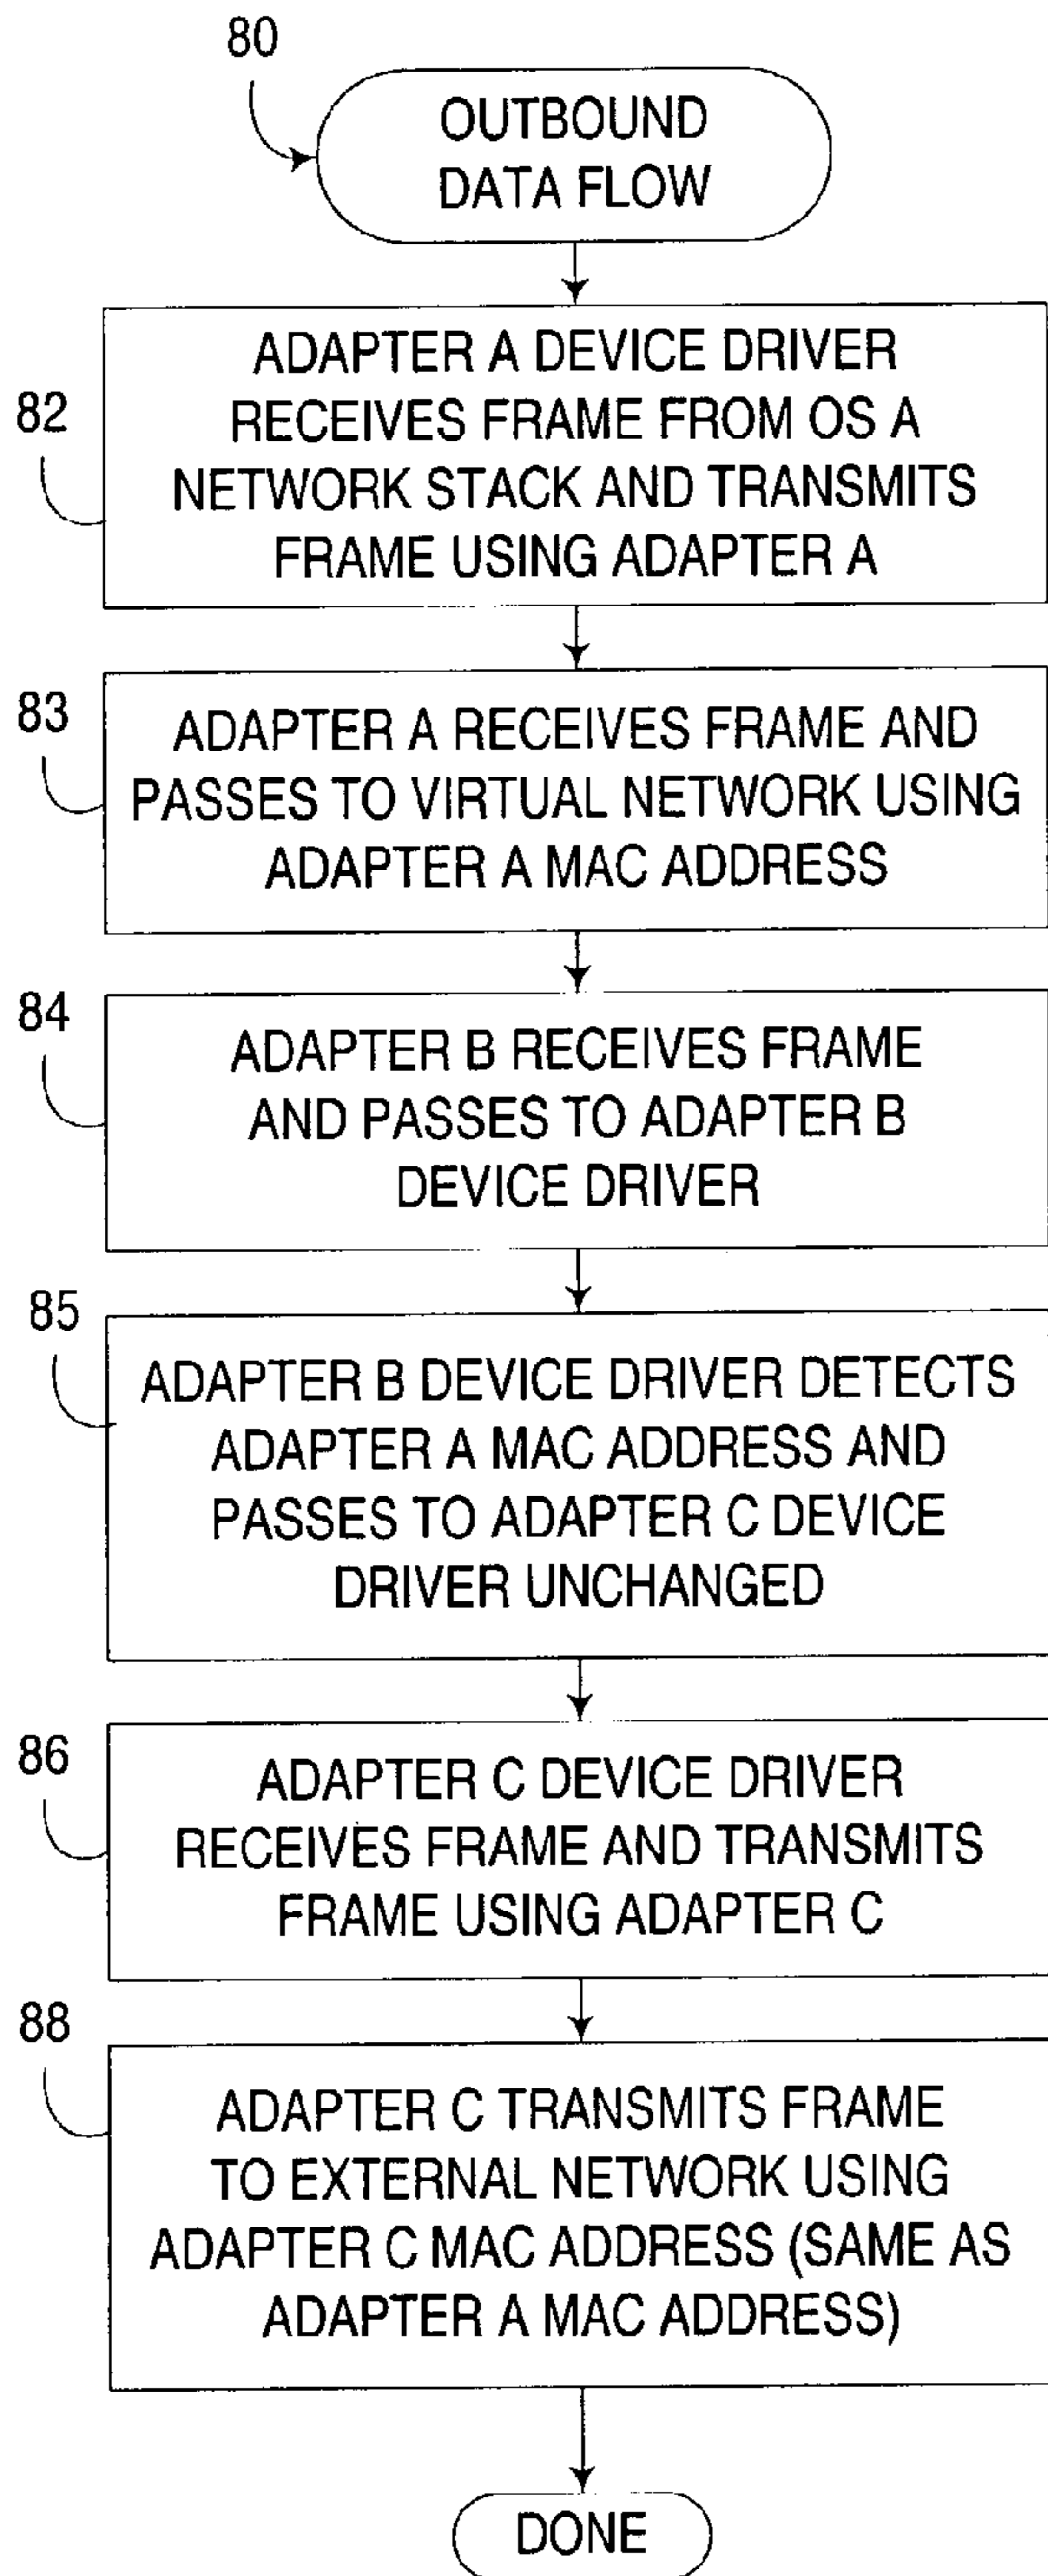 80
OUTBOUND
DATA FLOW
82
ADAPTER A DEVICE DRIVER
RECEIVES FRAME FROM OS A
NETWORK STACK AND TRANSMITS
FRAME USING ADAPTER A
83
ADAPTER A RECEIVES FRAME AND
PASSES TO VIRTUAL NETWORK USING
ADAPTER A MAC ADDRESS
84
ADAPTER B RECEIVES FRAME
AND PASSES TO ADAPTER B
DEVICE DRIVER
85
ADAPTER B DEVICE DRIVER DETECTS
ADAPTER A MAC ADDRESS AND
PASSES TO ADAPTER C DEVICE
DRIVER UNCHANGED
86
ADAPTER C DEVICE DRIVER
RECEIVES FRAME AND TRANSMITS
FRAME USING ADAPTER C
88
ADAPTER C TRANSMITS FRAME
TO EXTERNAL NETWORK USING
ADAPTER C MAC ADDRESS (SAME AS
ADAPTER A MAC ADDRESS)
DONE